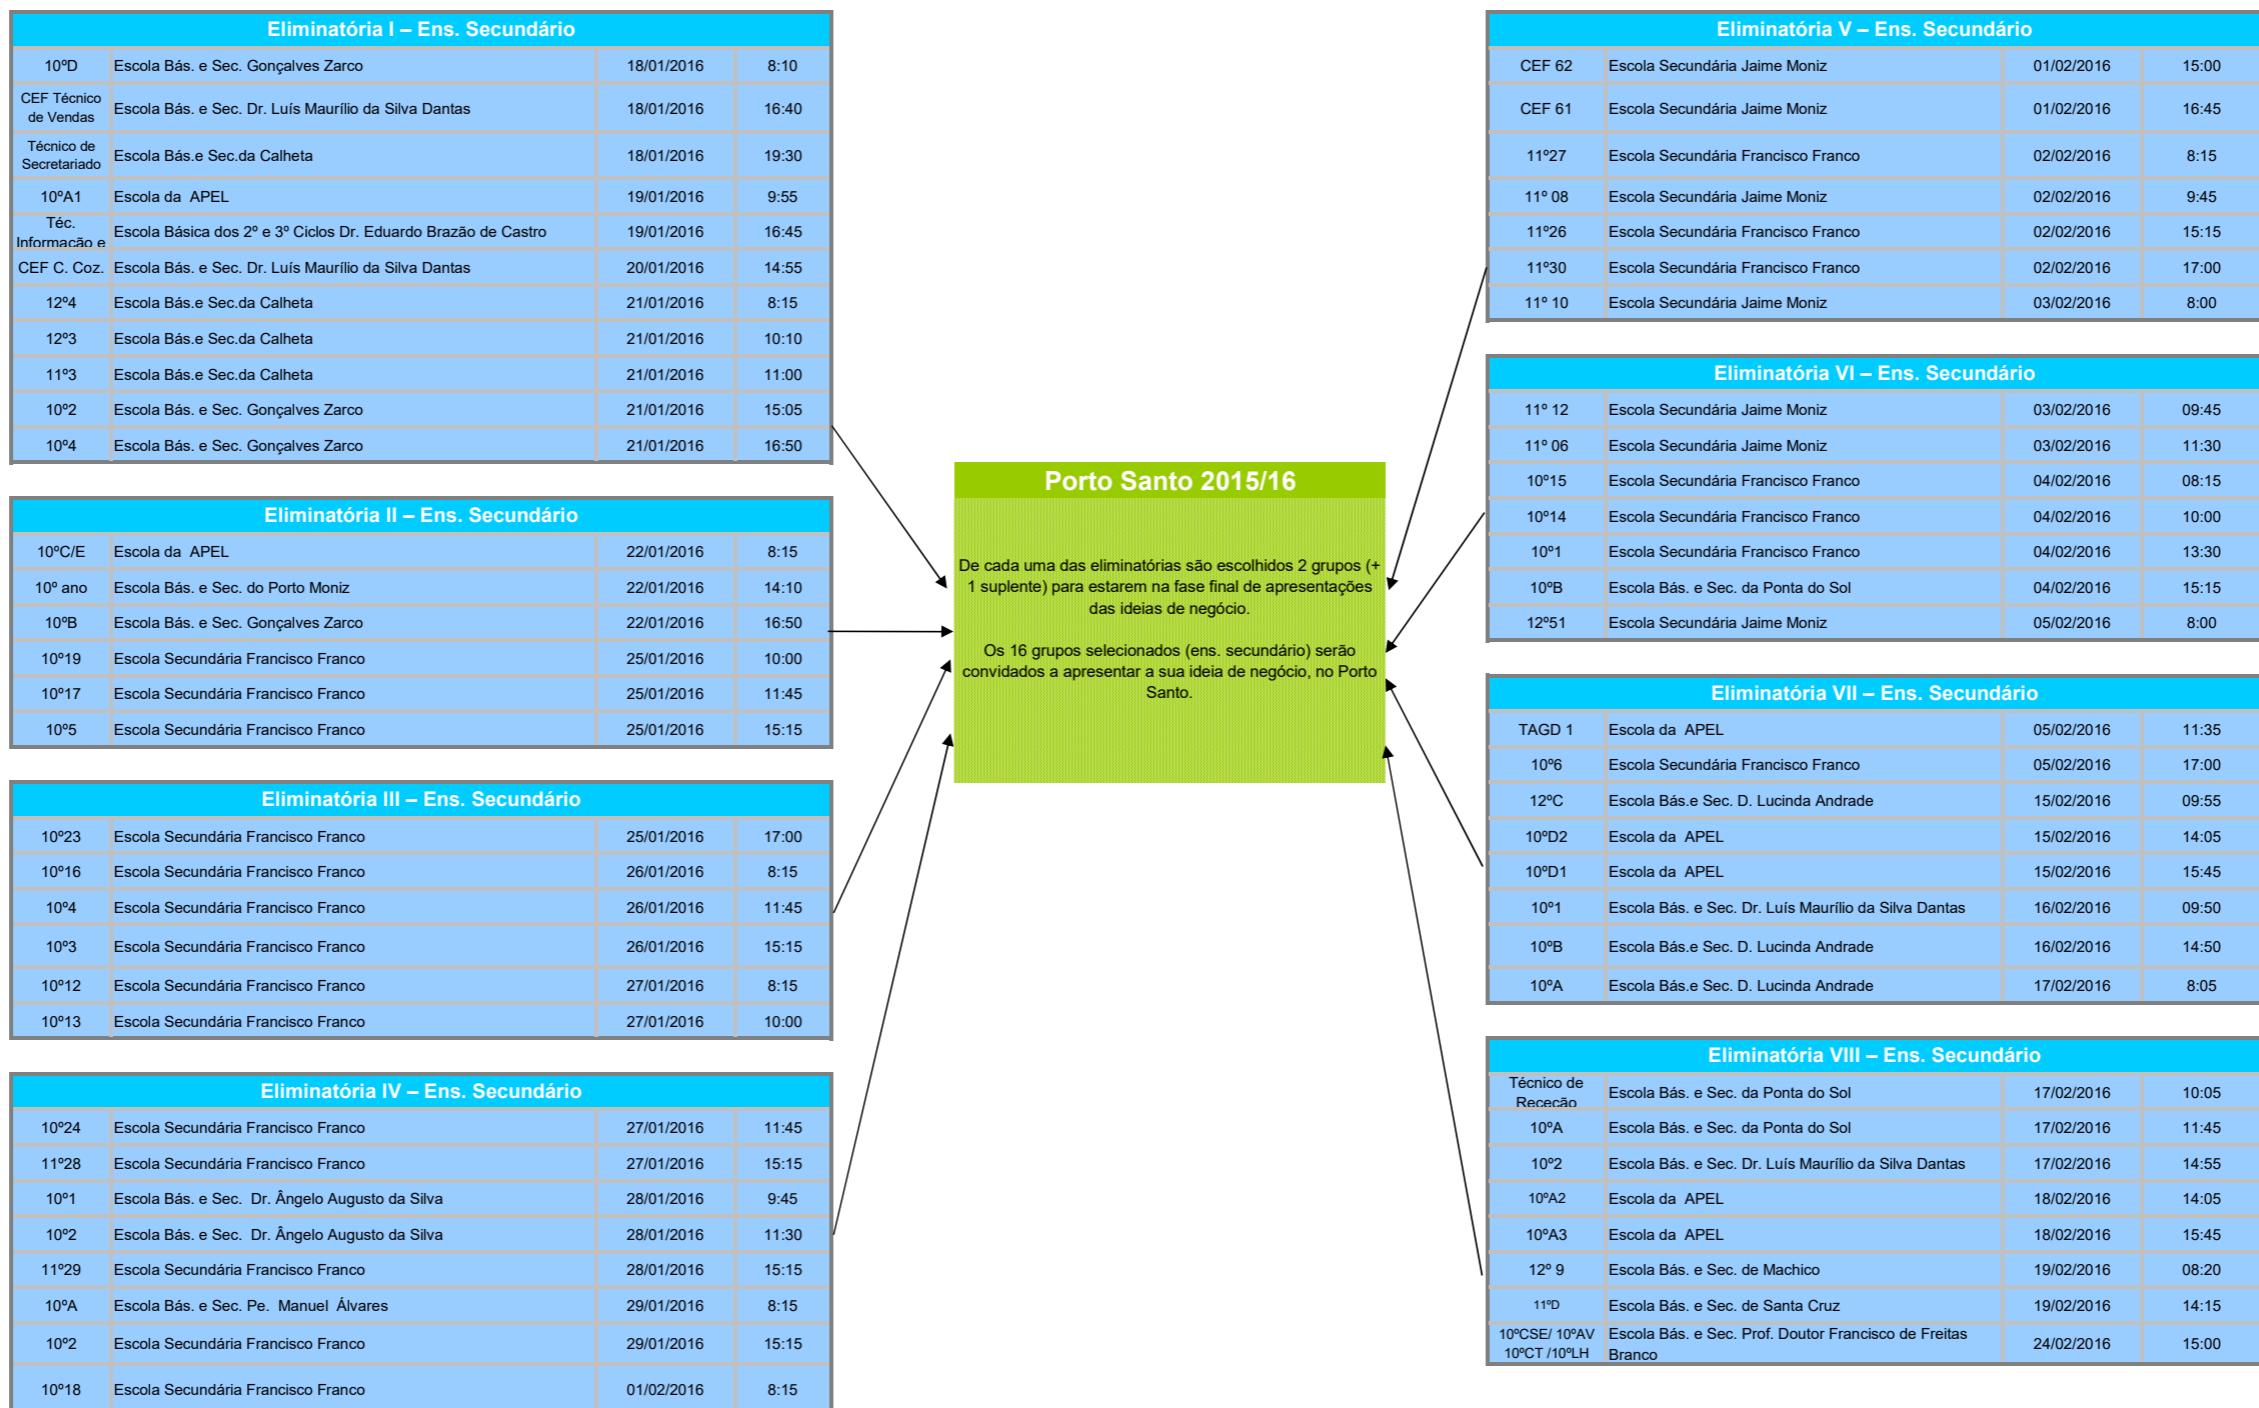 Eliminatória I – Ens. Secundário
10ºD Escola Bás. e Sec. Gonçalves Zarco 18/01/2016 8:10
CEF Técnico de Vendas Escola Bás. e Sec. Dr. Luís Maurílio da Silva Dantas 18/01/2016 16:40
Técnico de Secretariado Escola Bás.e Sec.da Calheta 18/01/2016 19:30
10ºA1 Escola da APEL 19/01/2016 9:55
Téc. Informação e Escola Básica dos 2º e 3º Ciclos Dr. Eduardo Brazão de Castro 19/01/2016 16:45
CEF C. Coz. Escola Bás. e Sec. Dr. Luís Maurílio da Silva Dantas 20/01/2016 14:55
12º4 Escola Bás.e Sec.da Calheta 21/01/2016 8:15
12º3 Escola Bás.e Sec.da Calheta 21/01/2016 10:10
11º3 Escola Bás.e Sec.da Calheta 21/01/2016 11:00
10º2 Escola Bás. e Sec. Gonçalves Zarco 21/01/2016 15:05
10º4 Escola Bás. e Sec. Gonçalves Zarco 21/01/2016 16:50
Eliminatória II – Ens. Secundário
10ºC/E Escola da APEL 22/01/2016 8:15
10º ano Escola Bás. e Sec. do Porto Moniz 22/01/2016 14:10
10ºB Escola Bás. e Sec. Gonçalves Zarco 22/01/2016 16:50
10º19 Escola Secundária Francisco Franco 25/01/2016 10:00
10º17 Escola Secundária Francisco Franco 25/01/2016 11:45
10º5 Escola Secundária Francisco Franco 25/01/2016 15:15
Eliminatória III – Ens. Secundário
10º23 Escola Secundária Francisco Franco 25/01/2016 17:00
10º16 Escola Secundária Francisco Franco 26/01/2016 8:15
10º4 Escola Secundária Francisco Franco 26/01/2016 11:45
10º3 Escola Secundária Francisco Franco 26/01/2016 15:15
10º12 Escola Secundária Francisco Franco 27/01/2016 8:15
10º13 Escola Secundária Francisco Franco 27/01/2016 10:00
Eliminatória IV – Ens. Secundário
10º24 Escola Secundária Francisco Franco 27/01/2016 11:45
11º28 Escola Secundária Francisco Franco 27/01/2016 15:15
10º1 Escola Bás. e Sec. Dr. Ângelo Augusto da Silva 28/01/2016 9:45
10º2 Escola Bás. e Sec. Dr. Ângelo Augusto da Silva 28/01/2016 11:30
11º29 Escola Secundária Francisco Franco 28/01/2016 15:15
10ºA Escola Bás. e Sec. Pe. Manuel Álvares 29/01/2016 8:15
10º2 Escola Secundária Francisco Franco 29/01/2016 15:15
10º18 Escola Secundária Francisco Franco 01/02/2016 8:15
Porto Santo 2015/16
De cada uma das eliminatórias são escolhidos 2 grupos (+
1 suplente) para estarem na fase final de apresentações
das ideias de negócio.
Os 16 grupos selecionados (ens. secundário) serão
convidados a apresentar a sua ideia de negócio, no Porto
Santo.
Eliminatória V – Ens. Secundário
CEF 62 Escola Secundária Jaime Moniz 01/02/2016 15:00
CEF 61 Escola Secundária Jaime Moniz 01/02/2016 16:45
11º27 Escola Secundária Francisco Franco 02/02/2016 8:15
11º 08 Escola Secundária Jaime Moniz 02/02/2016 9:45
11º26 Escola Secundária Francisco Franco 02/02/2016 15:15
11º30 Escola Secundária Francisco Franco 02/02/2016 17:00
11º 10 Escola Secundária Jaime Moniz 03/02/2016 8:00
Eliminatória VI – Ens. Secundário
11º 12 Escola Secundária Jaime Moniz 03/02/2016 09:45
11º 06 Escola Secundária Jaime Moniz 03/02/2016 11:30
10º15 Escola Secundária Francisco Franco 04/02/2016 08:15
10º14 Escola Secundária Francisco Franco 04/02/2016 10:00
10º1 Escola Secundária Francisco Franco 04/02/2016 13:30
10ºB Escola Bás. e Sec. da Ponta do Sol 04/02/2016 15:15
12º51 Escola Secundária Jaime Moniz 05/02/2016 8:00
Eliminatória VII – Ens. Secundário
TAGD 1 Escola da APEL 05/02/2016 11:35
10º6 Escola Secundária Francisco Franco 05/02/2016 17:00
12ºC Escola Bás.e Sec. D. Lucinda Andrade 15/02/2016 09:55
10ºD2 Escola da APEL 15/02/2016 14:05
10ºD1 Escola da APEL 15/02/2016 15:45
10º1 Escola Bás. e Sec. Dr. Luís Maurílio da Silva Dantas 16/02/2016 09:50
10ºB Escola Bás.e Sec. D. Lucinda Andrade 16/02/2016 14:50
10ºA Escola Bás.e Sec. D. Lucinda Andrade 17/02/2016 8:05
Eliminatória VIII – Ens. Secundário
Técnico de Receção Escola Bás. e Sec. da Ponta do Sol 17/02/2016 10:05
10ºA Escola Bás. e Sec. da Ponta do Sol 17/02/2016 11:45
10º2 Escola Bás. e Sec. Dr. Luís Maurílio da Silva Dantas 17/02/2016 14:55
10ºA2 Escola da APEL 18/02/2016 14:05
10ºA3 Escola da APEL 18/02/2016 15:45
12º 9 Escola Bás. e Sec. de Machico 19/02/2016 08:20
11ºD Escola Bás. e Sec. de Santa Cruz 19/02/2016 14:15
10ºCSE/ 10ºAV 10ºCT /10ºLH Escola Bás. e Sec. Prof. Doutor Francisco de Freitas Branco 24/02/2016 15:00